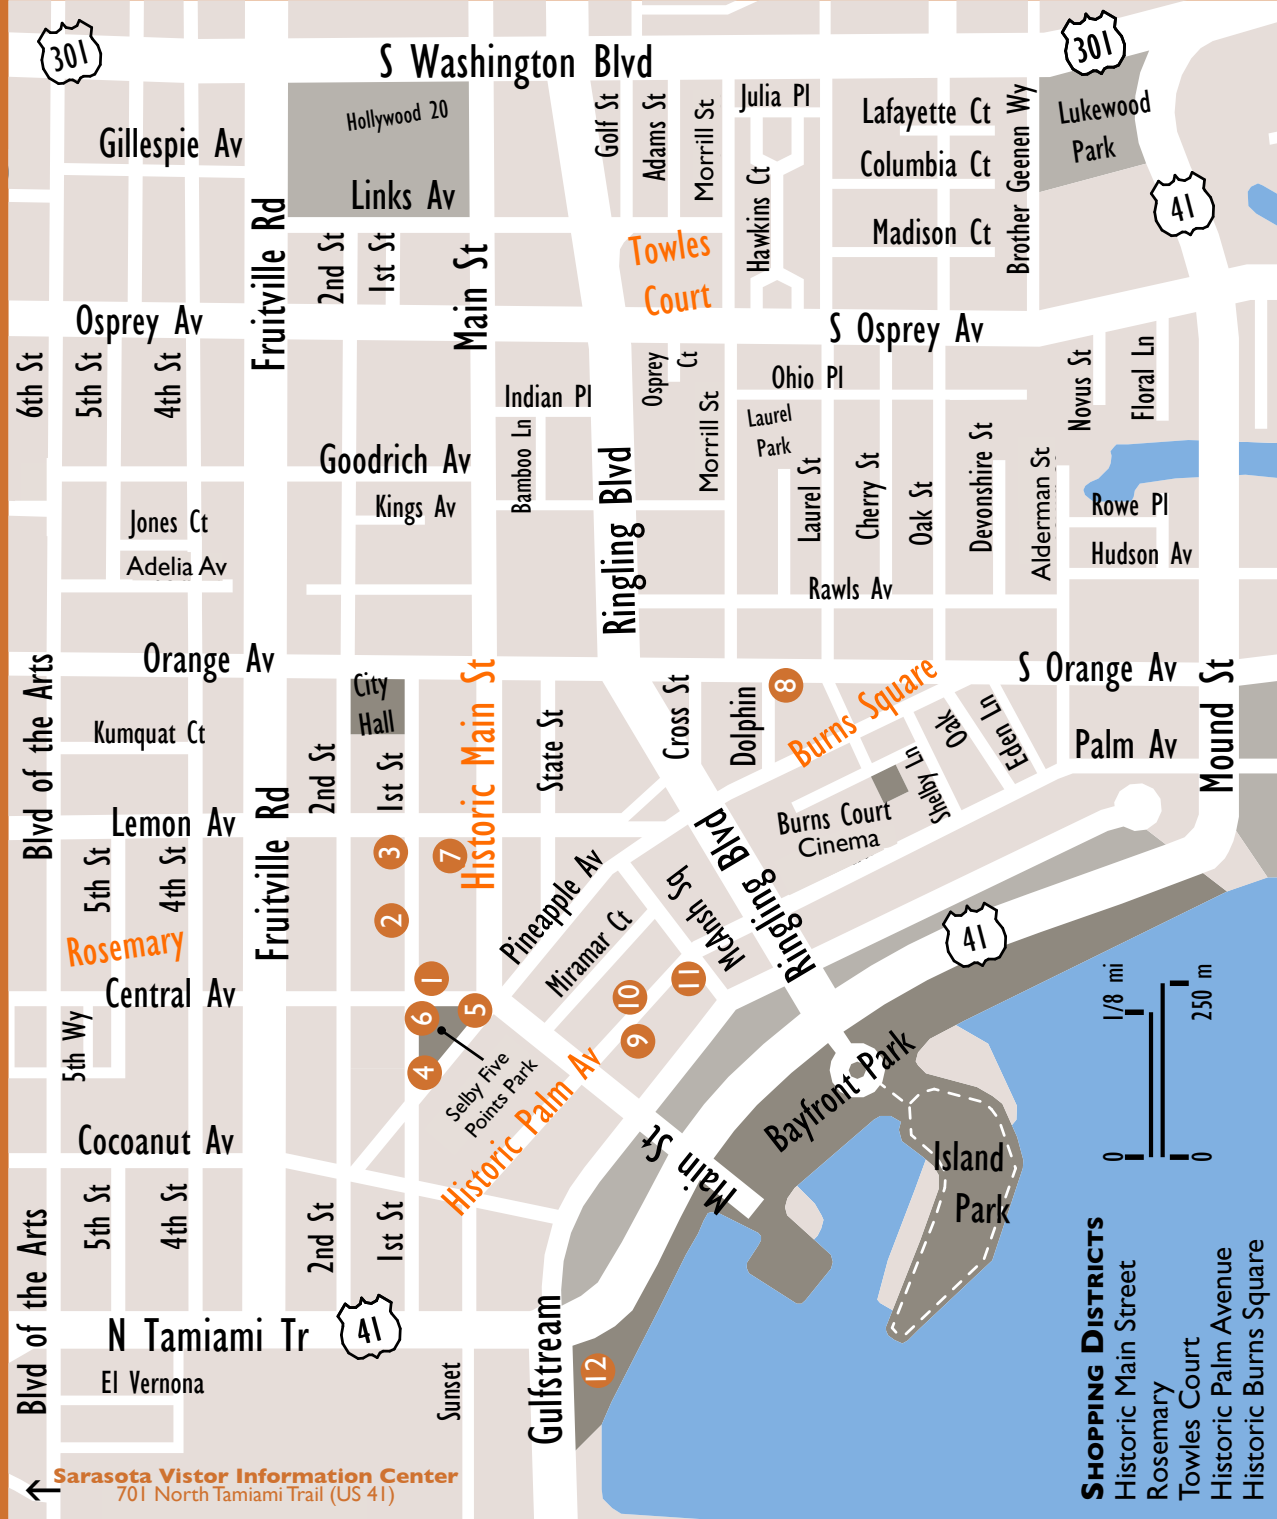 301
S Washington Blvd
301
Hollywood 20
Gillespie Av
Links Av
Golf St
Adams St
Morrill St
Julia Pl
Hawkins Ct
Lafayette Ct
Columbia Ct
Madison Ct
Brother Geenen Wy
Lukewood
Park
41
Fruitville Rd
2nd St
1st St
Main St
Towles
Court
Osprey Av
S Osprey Av
6th St
5th St
4th St
Indian Pl
Bamboo Ln
Osprey
Ct
Morrill St
Ohio Pl
Laurel
Park
Novus St
Floral Ln
Goodrich Av
Kings Av
Ringling Blvd
Laurel St
Cherry St
Oak St
Devonshire St
Alderman St
Rowe Pl
Hudson Av
Jones Ct
Adelia Av
Rawls Av
Orange Av
S Orange Av
Blvd of the Arts
City
Hall
Historic Main St
State St
Cross St
Dolphin
8
Burns Square
Oak
Eden Ln
Shelby Ln
Palm Av
Mound St
Kumquat Ct
2nd St
1st St
Lemon Av
Fruitville Rd
Burns Court
Cinema
5th St
4th St
3
7
2
Pineapple Av
Miramar Ct
McAnsh Sq
Ringling Blvd
Ringling Blvd
Rosemary
41
Central Av
1
6
5
4
10
11
9
5th Wy
Selby Five
Points Park
Historic Palm Av
Bayfront Park
1/8 mi
250 m
0
0
Cocoanut Av
Main St
Island
Park
5th St
4th St
2nd St
1st St
Blvd of the Arts
N Tamiami Tr
41
El Vernona
Sunset
Gulfstream
12
Sarasota Vistor Information Center
701 North Tamiami Trail (US 41)
SHOPPING DISTRICTS
Historic Main Street
Rosemary
Towles Court
Historic Palm Avenue
Historic Burns Square